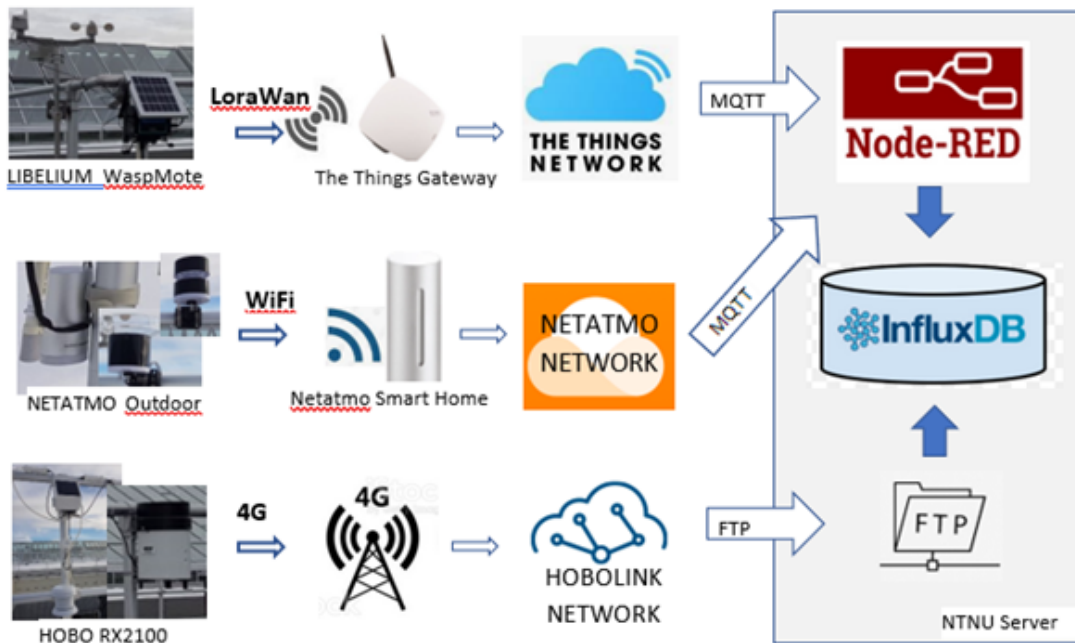 LoraWan
LIBELIUM WaspMote
The Things Gateway
THE THINGS
NETWORK
MQTT
Node-RED
WiFi
NETATMO Outdoor
Netatmo Smart Home
NETATMO
NETWORK
MQTT
InfluxDB
4G
HOBO RX2100
4G
HOBOLINK
NETWORK
FTP
FTP
NTNU Server